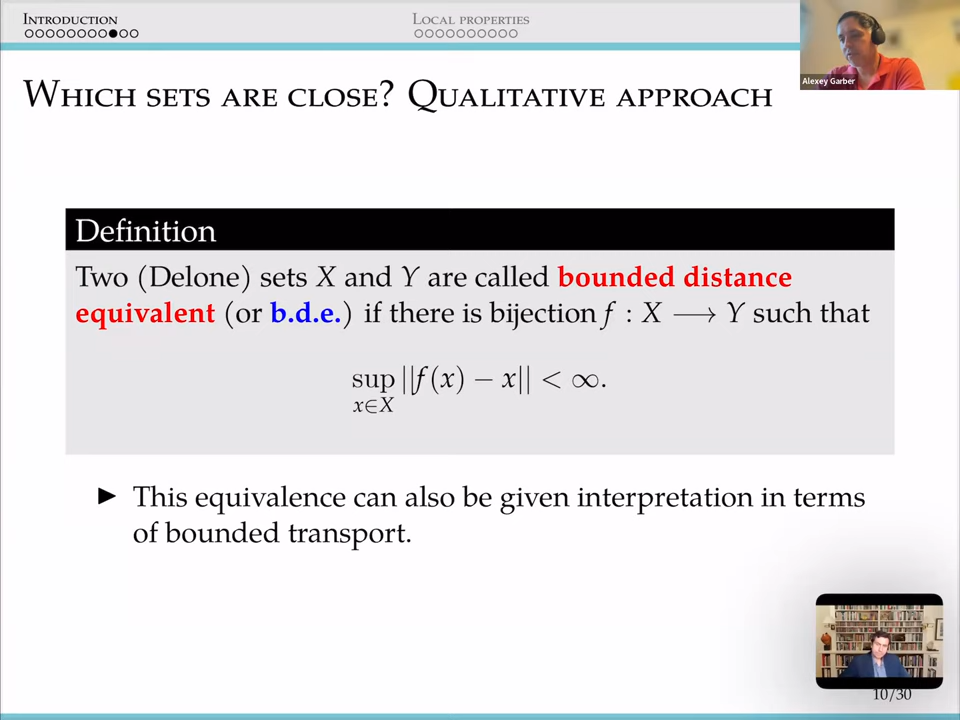 INTRODUCTION
LOCAL PROPERTIES
Alexey Garber
WHICH SETS ARE CLOSE? QUALITATIVE APPROACH
Definition
Two (Delone) sets X and Y are called bounded distance
equivalent (or b.d.e.) if there is bijection f : X ⟶ Y such that
sup ||f(x) − x|| < ∞.
x∈X
▶ This equivalence can also be given interpretation in terms
of bounded transport.
10/30